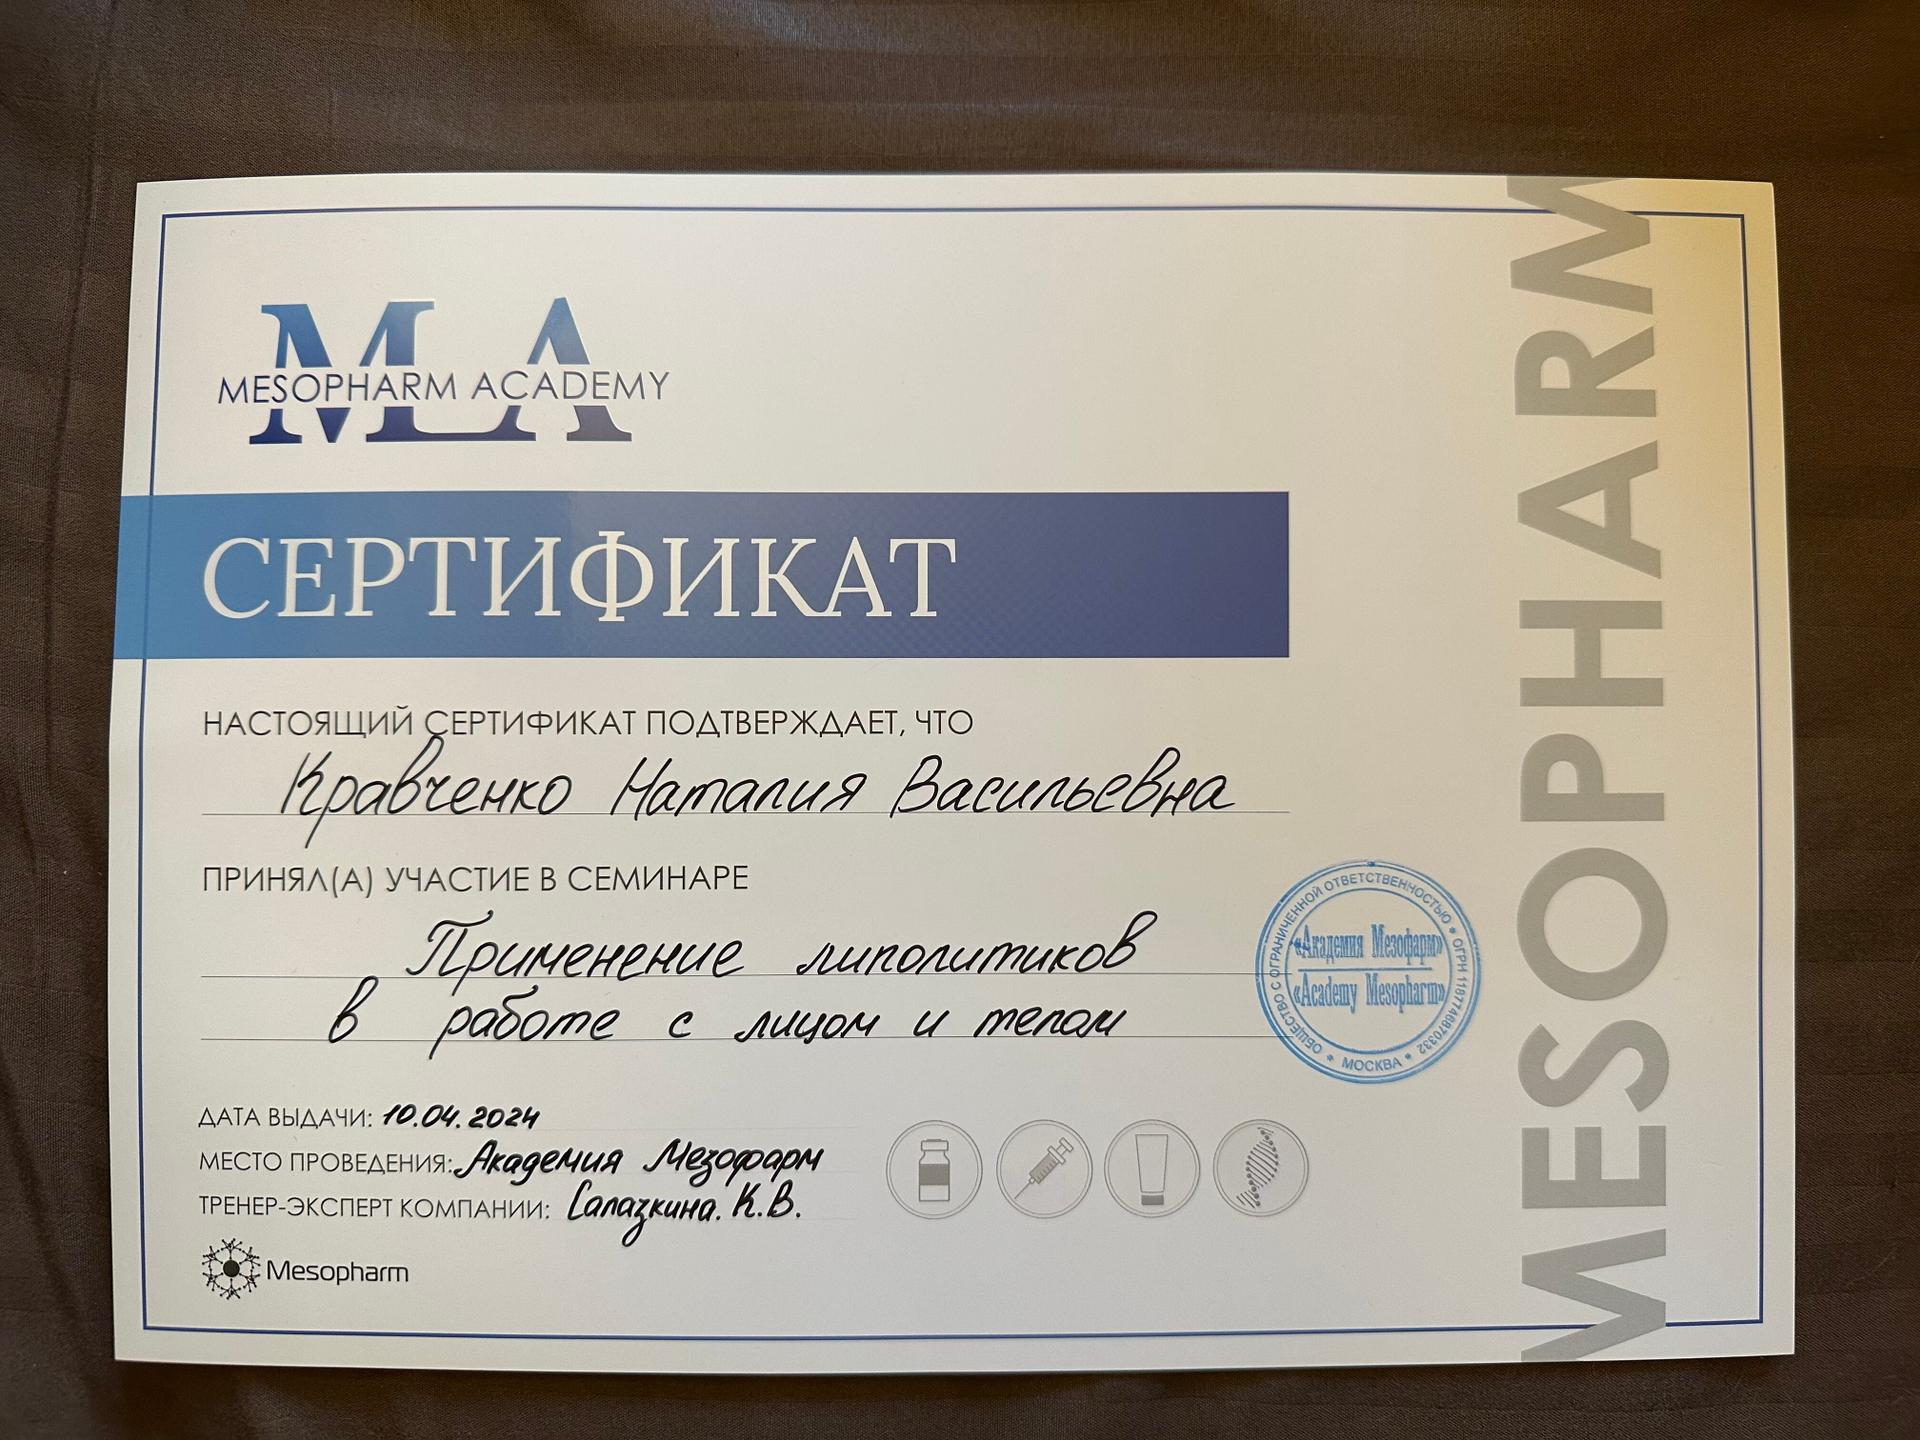 MESOPHARM ACADEMY
СЕРТИФИКАТ
НАСТОЯЩИЙ СЕРТИФИКАТ ПОДТВЕРЖДАЕТ, ЧТО
Кравченко Наталия Васильевна
ПРИНЯЛ(А) УЧАСТИЕ В СЕМИНАРЕ
Применение липолитиков
в работе с лицом и телом
ОБЩЕСТВО С ОГРАНИЧЕННОЙ ОТВЕТСТВЕННОСТЬЮ * ОГРН 1187746870332 * МОСКВА *
«Академия Мезофарм»
«Academy Mesopharm»
ДАТА ВЫДАЧИ: 10.04.2024
МЕСТО ПРОВЕДЕНИЯ: Академия Мезофарм
ТРЕНЕР-ЭКСПЕРТ КОМПАНИИ: Салазкина. К.В.
Mesopharm
MESOPHARM